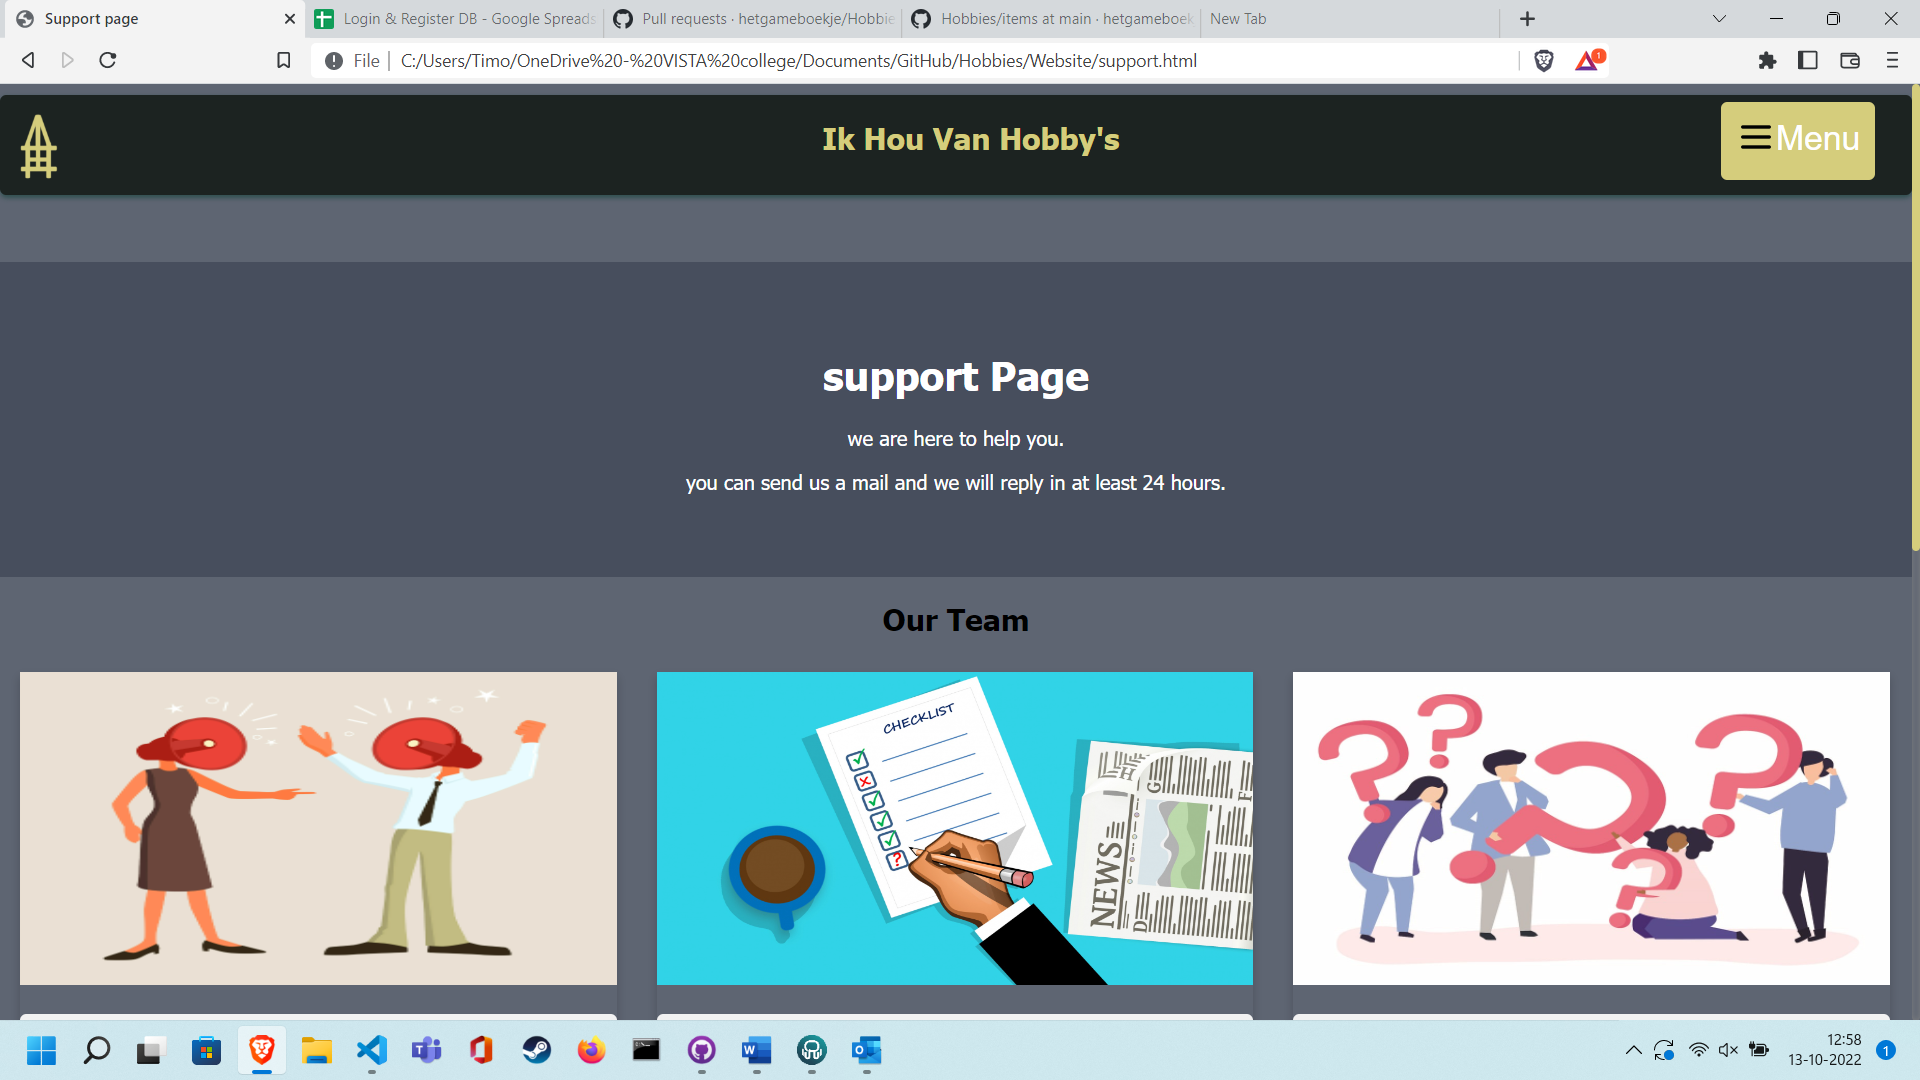 Support page
Login & Register DB - Google Spreads
Pull requests · hetgameboekje/Hobbie
Hobbies/items at main · hetgameboek
New Tab
File
C:/Users/Timo/OneDrive%20-%20VISTA%20college/Documents/GitHub/Hobbies/Website/support.html
1
Ik Hou Van Hobby's
Menu
support Page
we are here to help you.
you can send us a mail and we will reply in at least 24 hours.
Our Team
CHECKLIST
NEWS
12:58
13-10-2022
1